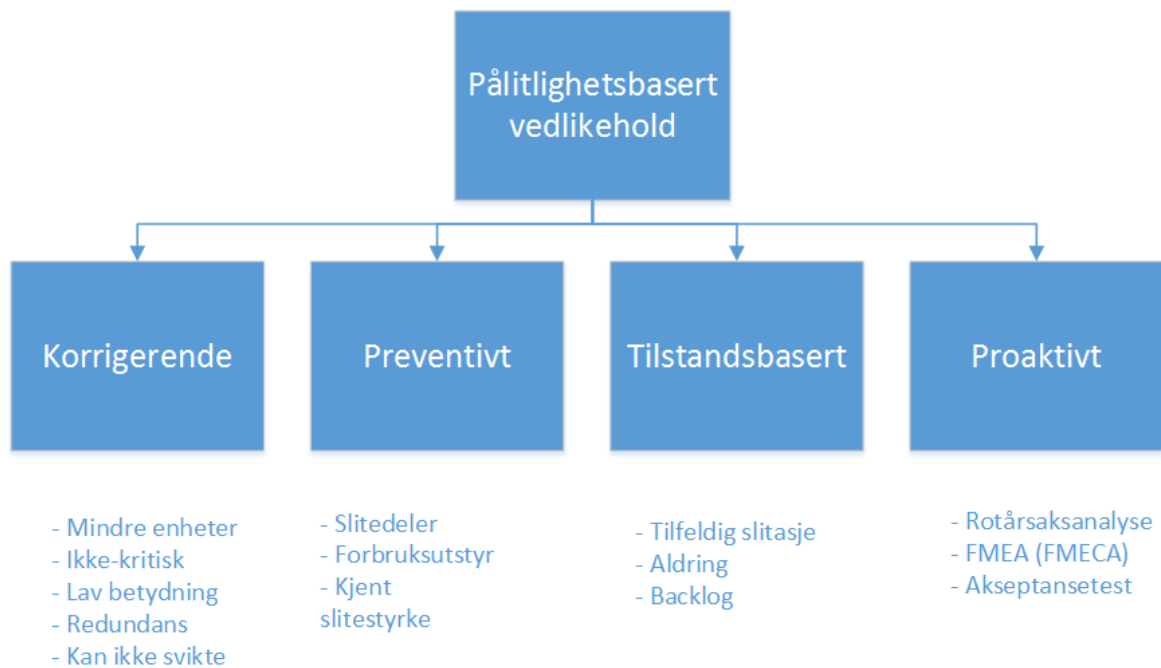 Pålitlighetsbasert
vedlikehold
Korrigerende
Preventivt
Tilstandsbasert
Proaktivt
- Mindre enheter
- Ikke-kritisk
- Lav betydning
- Redundans
- Kan ikke svikte
- Slitedeler
- Forbruksutstyr
- Kjent
slitestyrke
- Tilfeldig slitasje
- Aldring
- Backlog
- Rotårsaksanalyse
- FMEA (FMECA)
- Akseptansetest